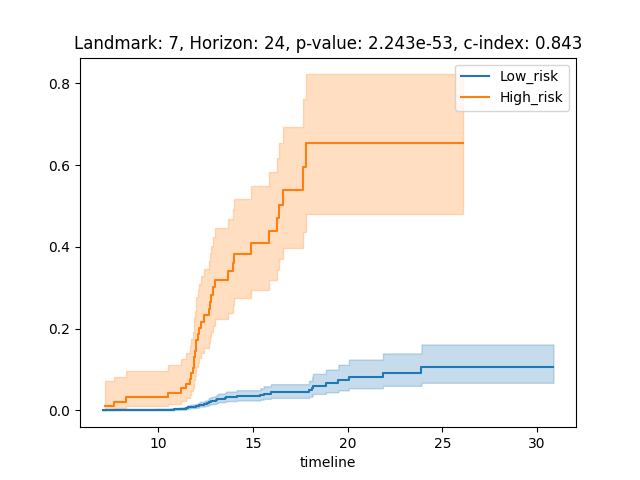 Landmark: 7, Horizon: 24, p-value: 2.243e-53, c-index: 0.843
Low_risk
High_risk
0.8
0.6
0.4
0.2
0.0
10 15 20 25 30
timeline